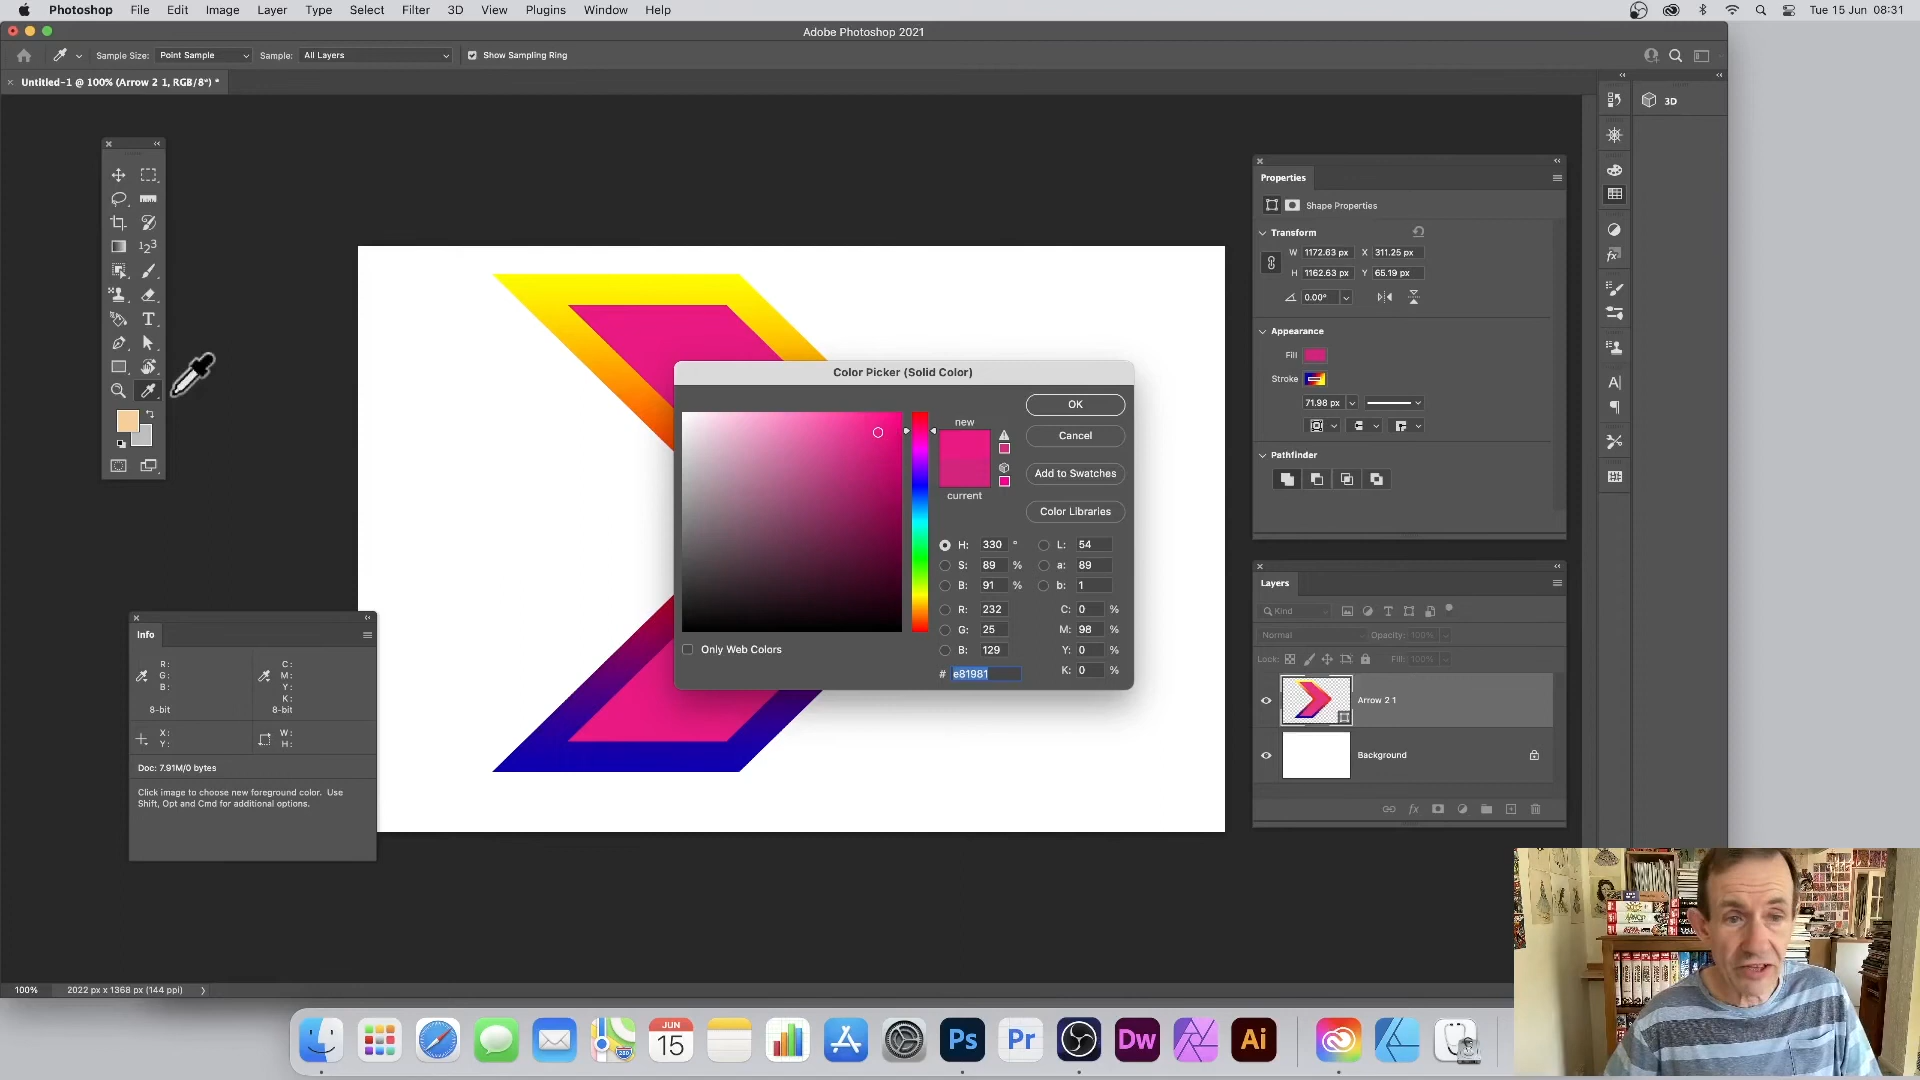 Photoshop File Edit Image Layer Type Select Filter 3D View Plugins Window Help Tue 15 Jun 08:31
Adobe Photoshop 2021
Sample Size: Point Sample Sample: All Layers Show Sampling Ring
Untitled-1 @ 100% (Arrow 2 1, RGB/8*) *
3D
Properties
Shape Properties
Transform
W 1172.63 px X 311.25 px
H 1162.63 px Y 65.19 px
0.00°
Appearance
Fill
Stroke
71.98 px
Pathfinder
Color Picker (Solid Color)
new
current
OK
Cancel
Add to Swatches
Color Libraries
H: 330 ° L: 54
S: 89 % a: 89
B: 91 % b: 1
R: 232 C: 0 %
G: 25 M: 98 %
B: 129 Y: 0 %
# e81981 K: 0 %
Only Web Colors
Layers
Kind
Normal Opacity: 100%
Lock: Fill: 100%
Arrow 2 1
Background
Info
R: C:
G: M:
B: Y:
K:
8-bit 8-bit
X: W:
Y: H:
Doc: 7.91M/0 bytes
Click image to choose new foreground color. Use
Shift, Opt and Cmd for additional options.
100% 2022 px x 1368 px (144 ppi)
JUN
15
280
Ps
Pr
Dw
Ai